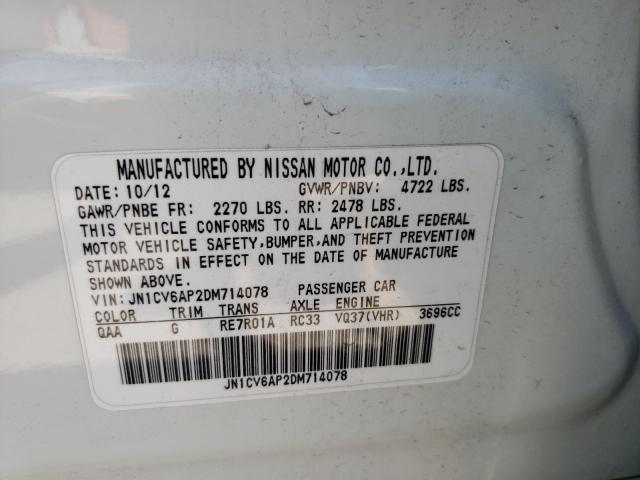 MANUFACTURED BY NISSAN MOTOR CO.,LTD.
DATE: 10/12 GVWR/PNBV: 4722 LBS.
GAWR/PNBE FR: 2270 LBS. RR: 2478 LBS.
THIS VEHICLE CONFORMS TO ALL APPLICABLE FEDERAL
MOTOR VEHICLE SAFETY,BUMPER,AND THEFT PREVENTION
STANDARDS IN EFFECT ON THE DATE OF MANUFACTURE
SHOWN ABOVE.
VIN: JN1CV6AP2DM714078 PASSENGER CAR
COLOR TRIM TRANS AXLE ENGINE
QAA G RE7R01A RC33 VQ37(VHR) 3696CC
JN1CV6AP2DM714078